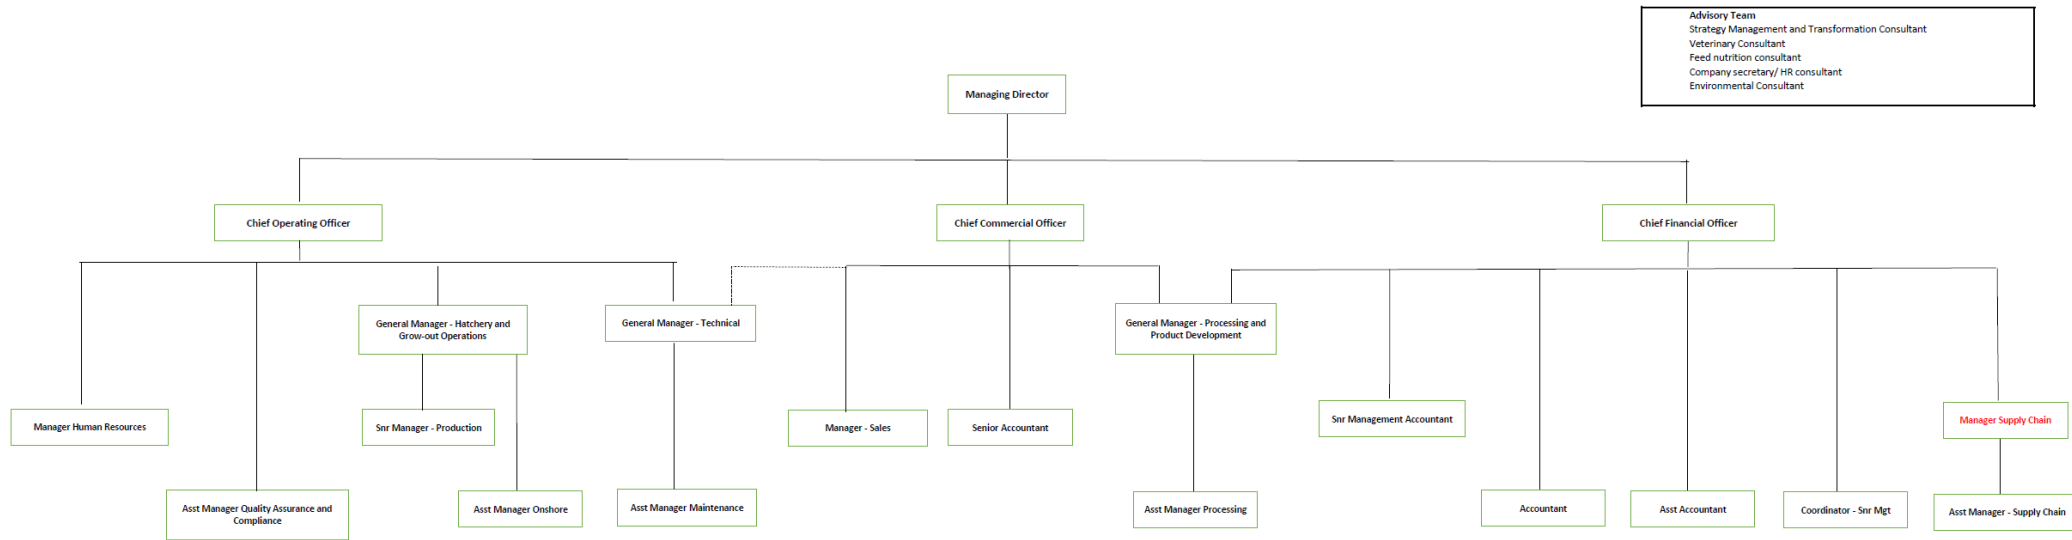 Advisory Team
Strategy Management and Transformation Consultant
Veterinary Consultant
Feed nutrition consultant
Company secretary/ HR consultant
Environmental Consultant
Managing Director
Chief Operating Officer
Chief Commercial Officer
Chief Financial Officer
General Manager - Hatchery and
Grow-out Operations
General Manager - Technical
General Manager - Processing and
Product Development
Manager Human Resources
Snr Manager - Production
Manager - Sales
Senior Accountant
Snr Management Accountant
Manager Supply Chain
Asst Manager Quality Assurance and
Compliance
Asst Manager Onshore
Asst Manager Maintenance
Asst Manager Processing
Accountant
Asst Accountant
Coordinator - Snr Mgt
Asst Manager - Supply Chain